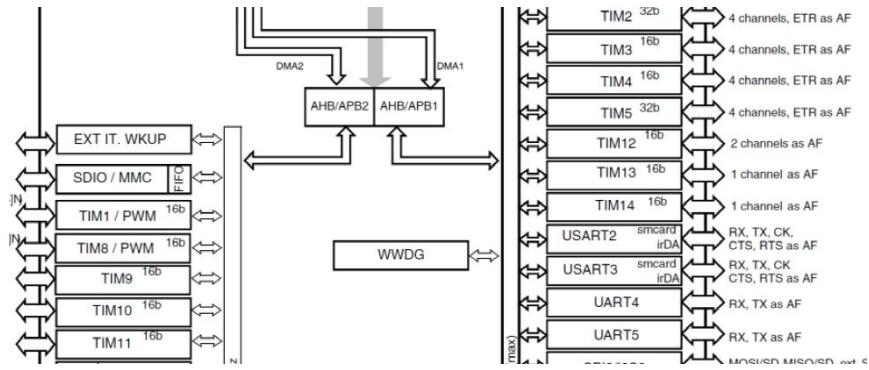 DMA2
DMA1
AHB/APB2
AHB/APB1
EXT IT. WKUP
SDIO / MMC
FIFO
]N
TIM1 / PWM 16b
]N
TIM8 / PWM 16b
TIM9 16b
TIM10 16b
TIM11 16b
WWDG
max)
TIM2 32b
4 channels, ETR as AF
TIM3 16b
4 channels, ETR as AF
TIM4 16b
4 channels, ETR as AF
TIM5 32b
4 channels, ETR as AF
TIM12 16b
2 channels as AF
TIM13 16b
1 channel as AF
TIM14 16b
1 channel as AF
USART2 smcard
irDA
RX, TX, CK,
CTS, RTS as AF
USART3 smcard
irDA
RX, TX, CK
CTS, RTS as AF
UART4
RX, TX as AF
UART5
RX, TX as AF
MOSI/SD, MISO/SD, ext